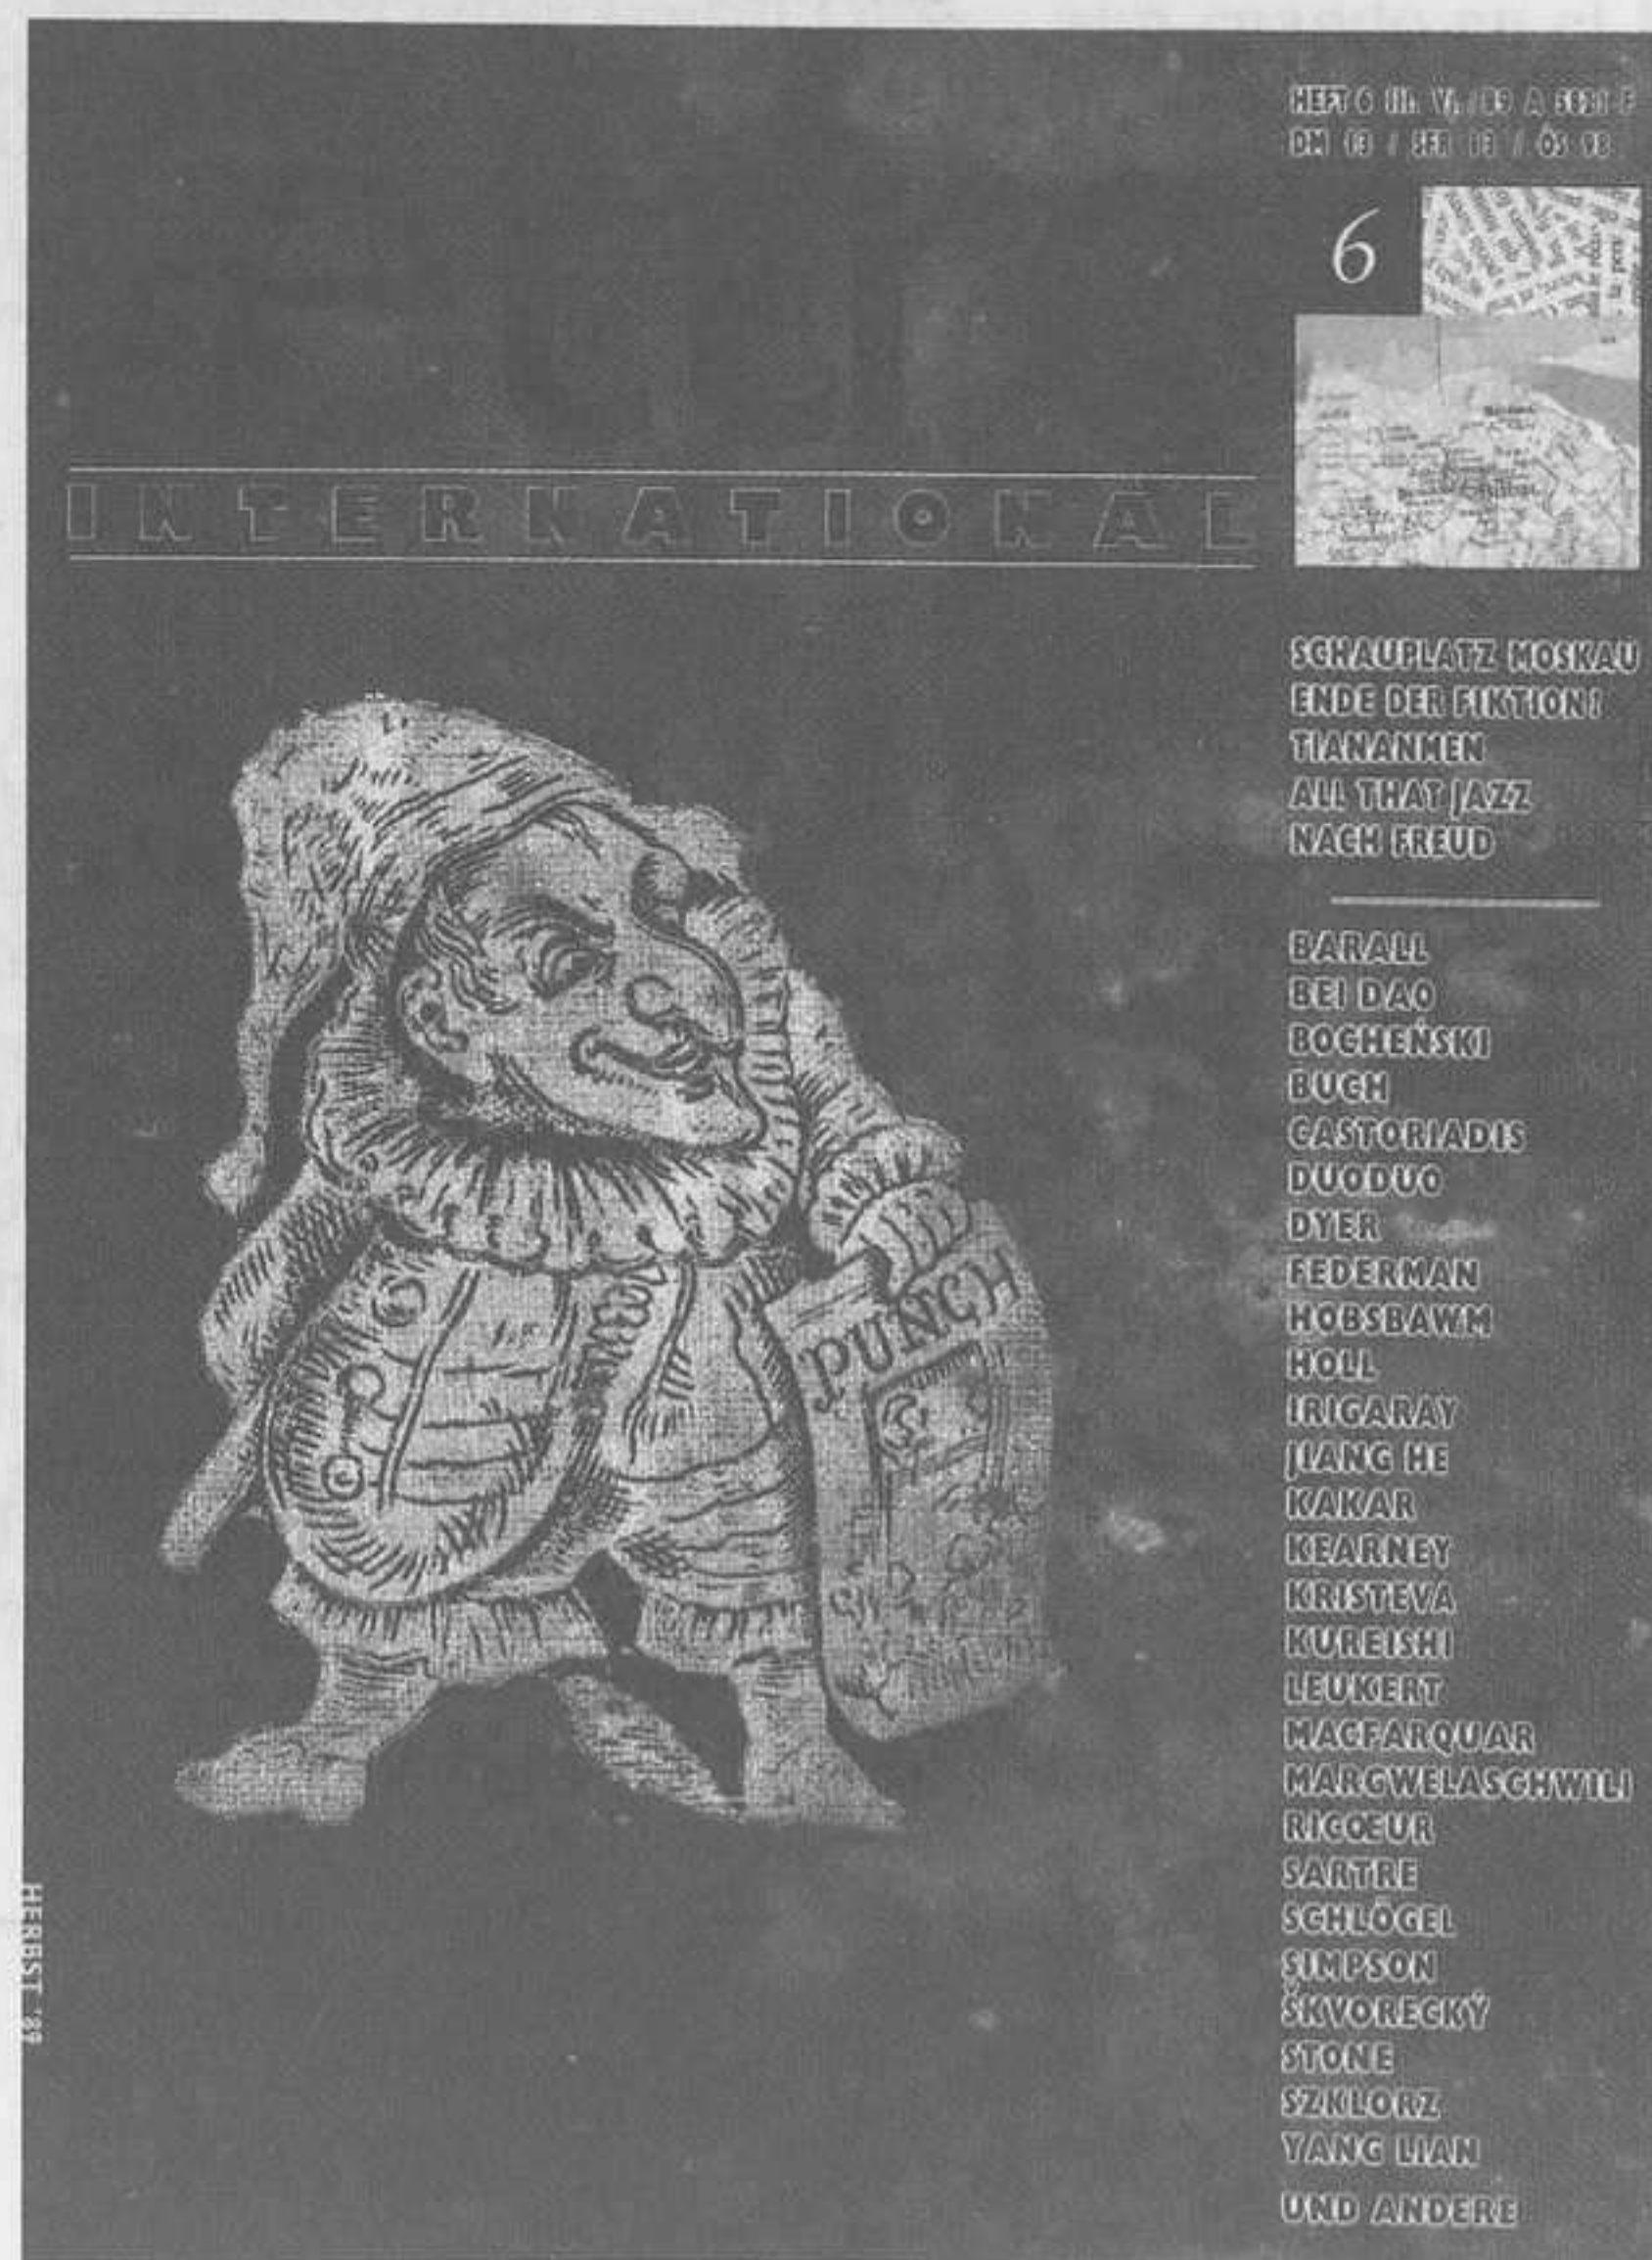 HEFT 6 III. Vj. /89 A 5821 F
DM 13 / SFR 13 / ÖS 98
6
INTERNATIONAL
SCHAUPLATZ MOSKAU
ENDE DER FIKTION?
TIANANMEN
ALL THAT JAZZ
NACH FREUD
BARALL
BEI DAO
BOCHEŃSKI
BUCH
CASTORIADIS
DUODUO
DYER
FEDERMAN
HOBSBAWM
HOLL
IRIGARAY
JIANG HE
KAKAR
KEARNEY
KRISTEVA
KUREISHI
LEUKERT
MACFARQUAR
MARGWELASCHWILI
RICŒUR
SARTRE
SCHLÖGEL
SIMPSON
ŠKVORECKÝ
STONE
SZKLORZ
YANG LIAN
UND ANDERE
PUNCH
HERBST '89